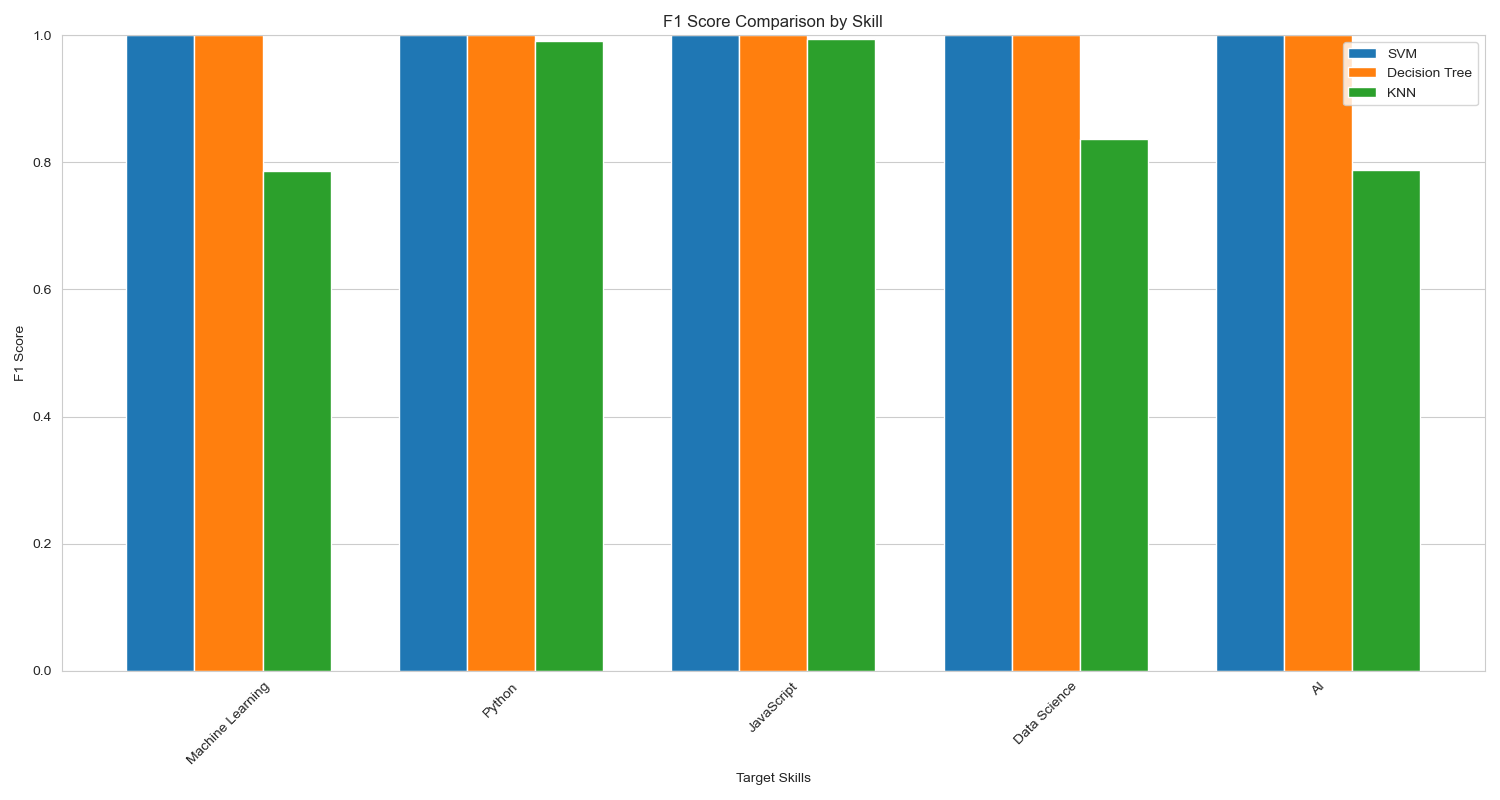 F1 Score Comparison by Skill
SVM
Decision Tree
KNN
1.0
0.8
0.6
0.4
0.2
0.0
F1 Score
Machine Learning
Python
JavaScript
Data Science
AI
Target Skills